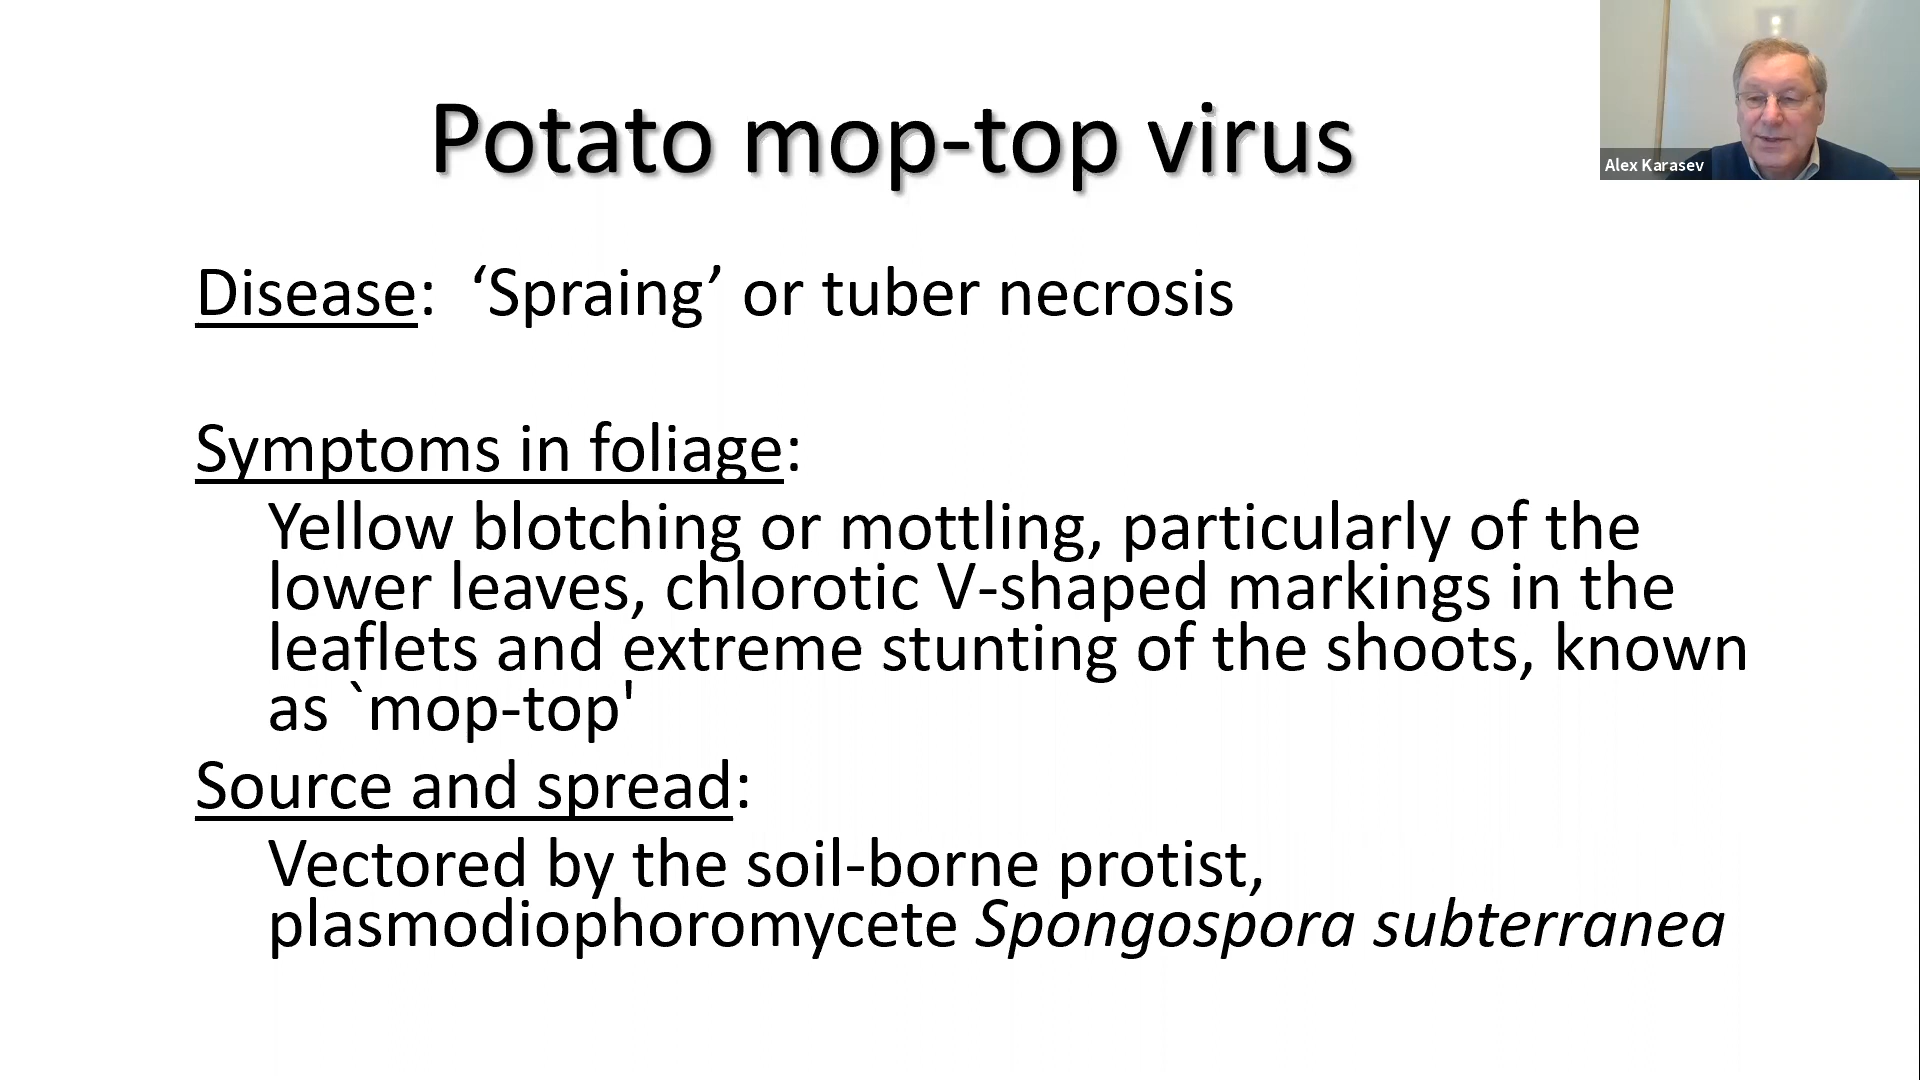 Potato mop-top virus
Alex Karasev
Disease: ‘Spraing’ or tuber necrosis
Symptoms in foliage:
Yellow blotching or mottling, particularly of the
lower leaves, chlorotic V-shaped markings in the
leaflets and extreme stunting of the shoots, known
as `mop-top'
Source and spread:
Vectored by the soil-borne protist,
plasmodiophoromycete Spongospora subterranea